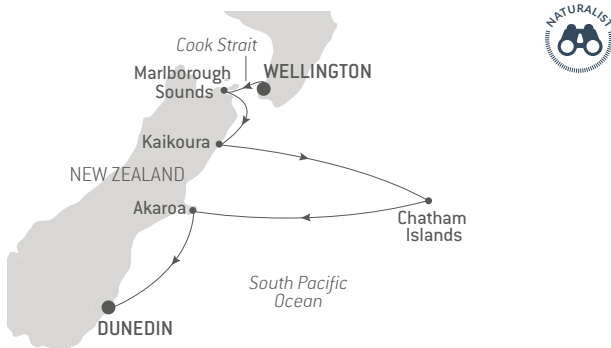 NATURALIST
Cook Strait
Marlborough
Sounds
WELLINGTON
Kaikoura
NEW ZEALAND
Akaroa
Chatham
Islands
South Pacific
Ocean
DUNEDIN